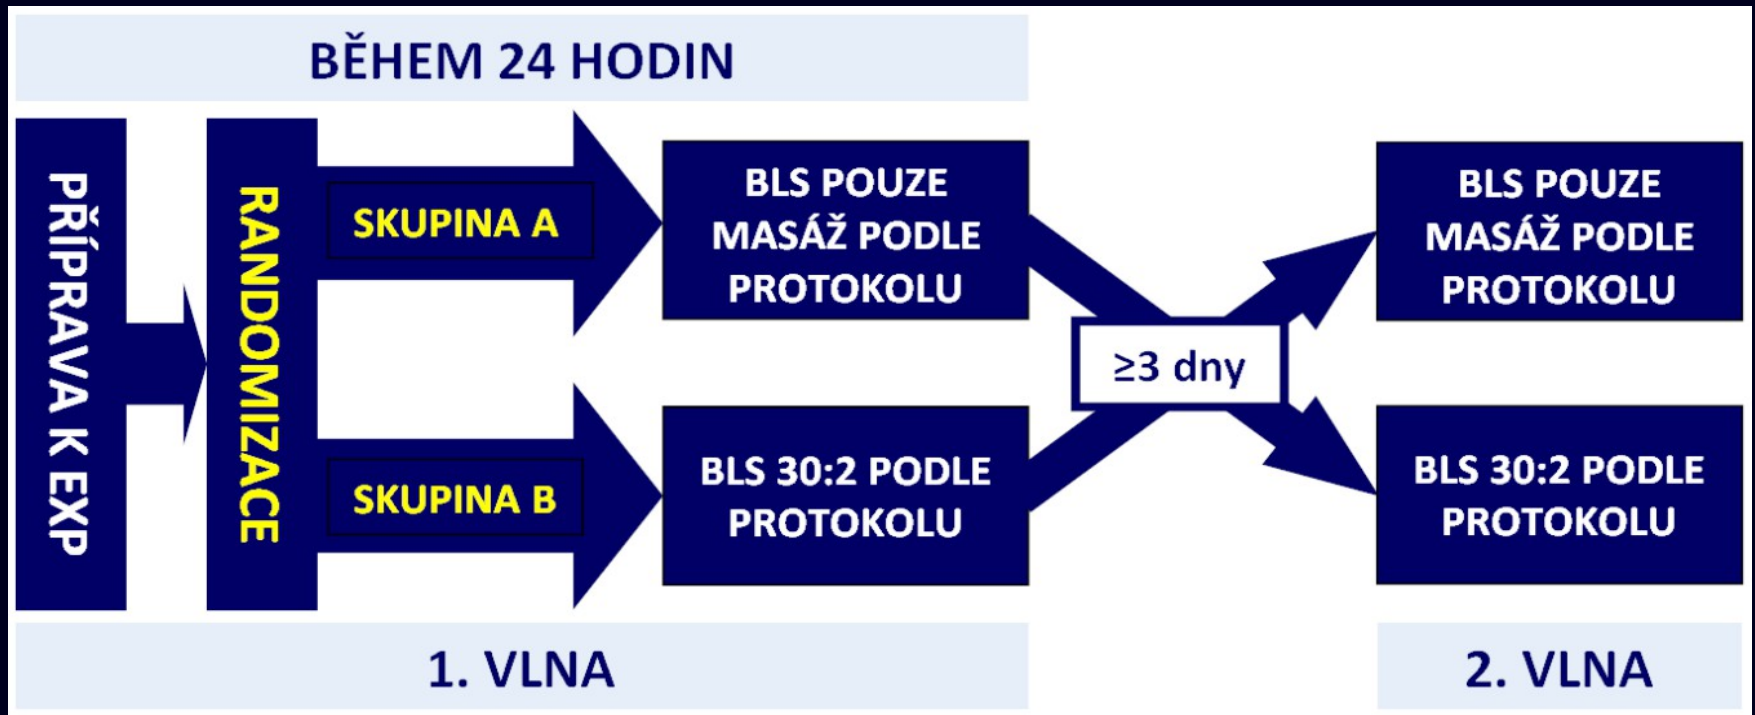 BĚHEM 24 HODIN
PŘÍPRAVA K EXP
RANDOMIZACE
SKUPINA A
BLS POUZE
MASÁŽ PODLE
PROTOKOLU
SKUPINA B
BLS 30:2 PODLE
PROTOKOLU
≥3 dny
BLS POUZE
MASÁŽ PODLE
PROTOKOLU
BLS 30:2 PODLE
PROTOKOLU
1. VLNA
2. VLNA